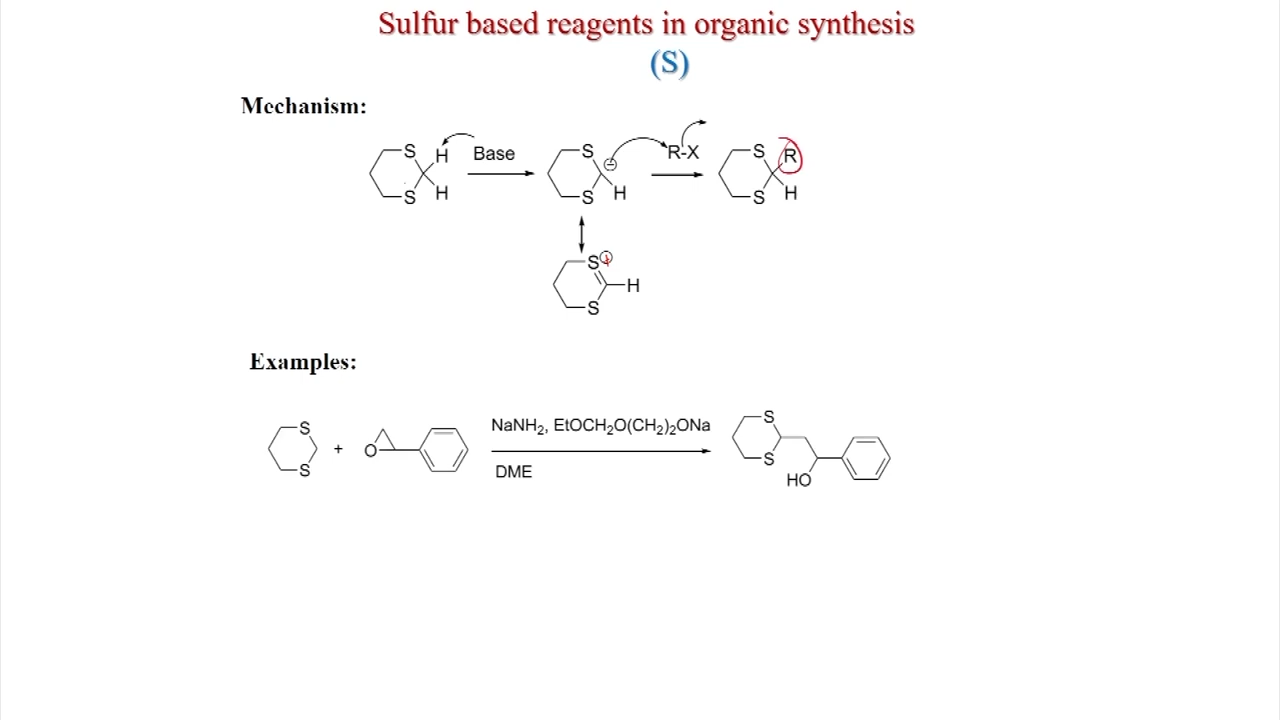 Sulfur based reagents in organic synthesis
(S)
Mechanism:
S H Base S ⊖ R-X S R
S H S H S H
S⊕
H
S
Examples:
S S
NaNH₂, EtOCH₂O(CH₂)₂ONa
+ O
S DME S
HO